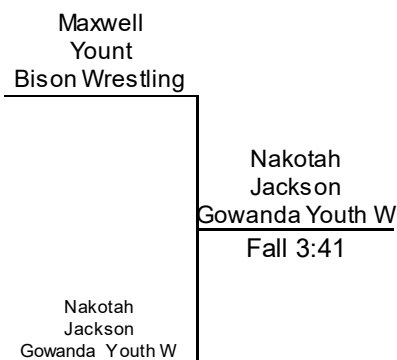 Maxwell
Yount
Bison Wrestling
Nakotah
Jackson
Gowanda Youth W
Fall 3:41
Nakotah
Jackson
Gowanda Youth W